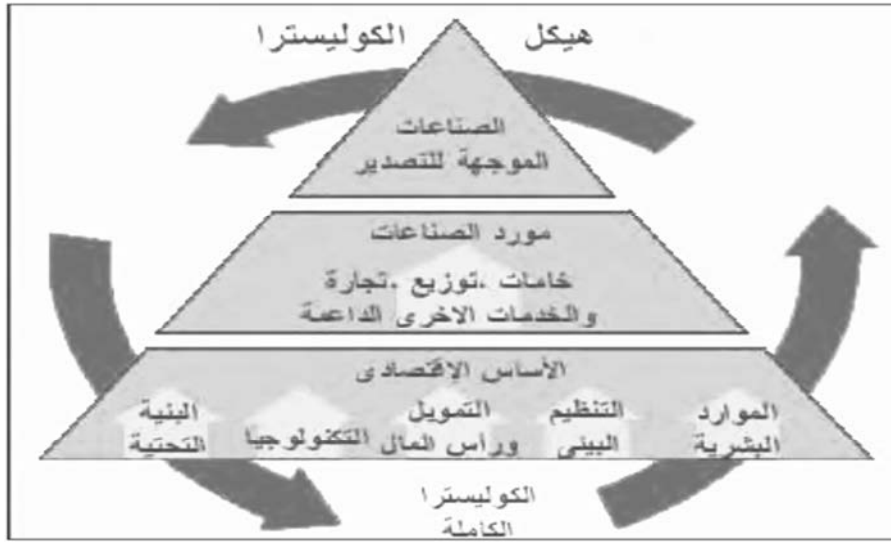 هيكل الكوليسترا
الصناعات
الموجهة للتصدير
مورد الصناعات
خامات ،توزيع ،تجارة
والخدمات الاخرى الداعمة
الأساس الإقتصادى
الموارد
البشرية
التنظيم
البيئى
التمويل
ورأس المال
التكنولوجيا
البنية
التحتية
الكوليسترا
الكاملة